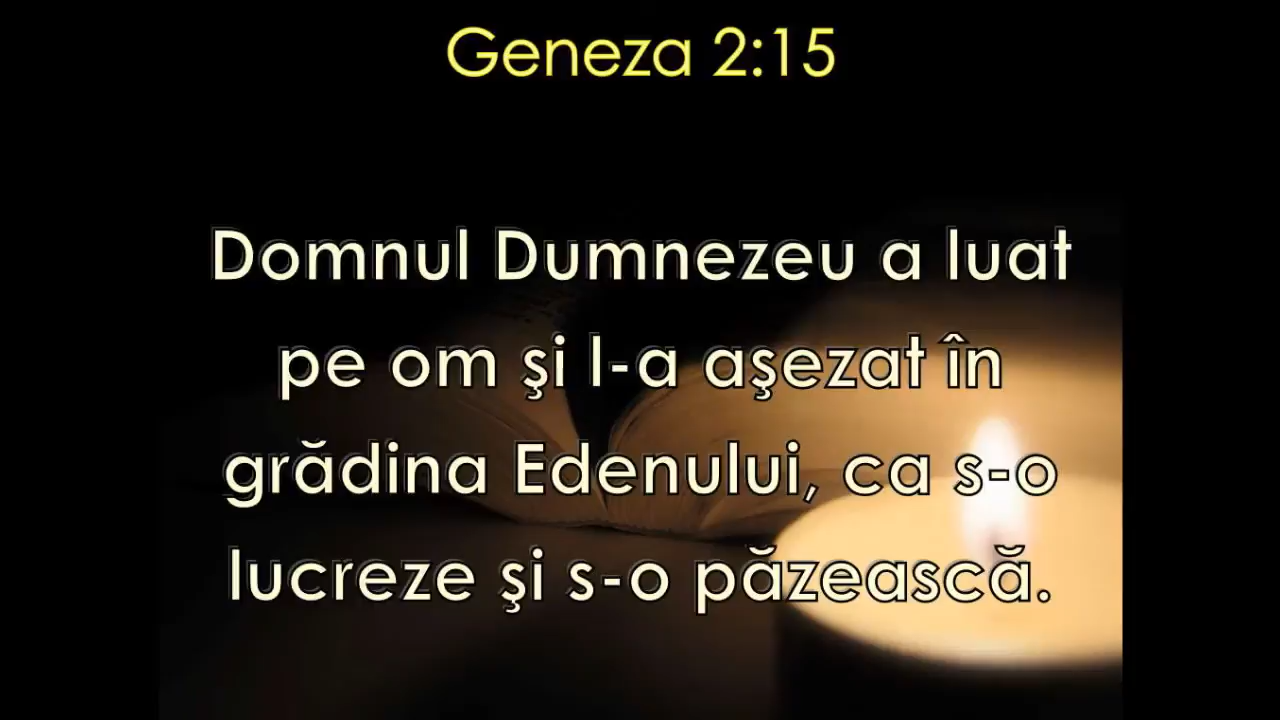 Geneza 2:15
Domnul Dumnezeu a luat
pe om şi l-a aşezat în
grădina Edenului, ca s-o
lucreze şi s-o păzească.